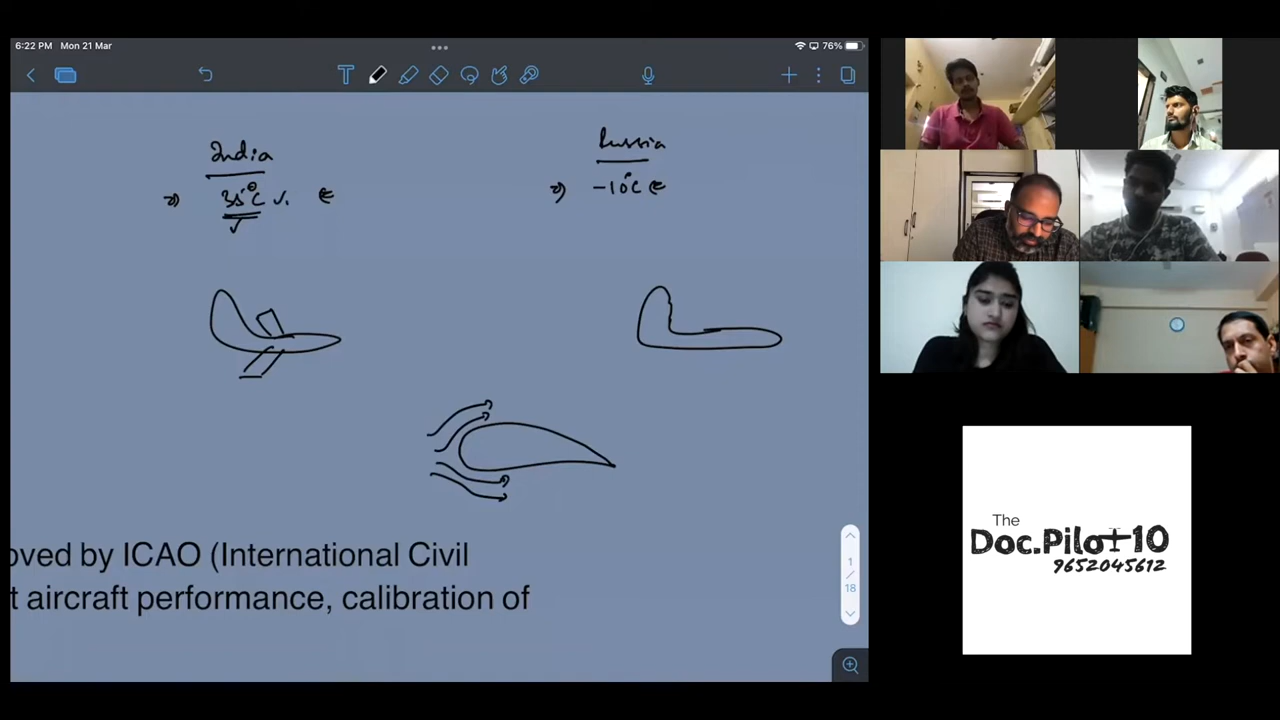 6:22 PM Mon 21 Mar
76%
India
Russia
35°C
-10°C
oved by ICAO (International Civil
t aircraft performance, calibration of
1
/
18
The
Doc.Pilot10
9652045612